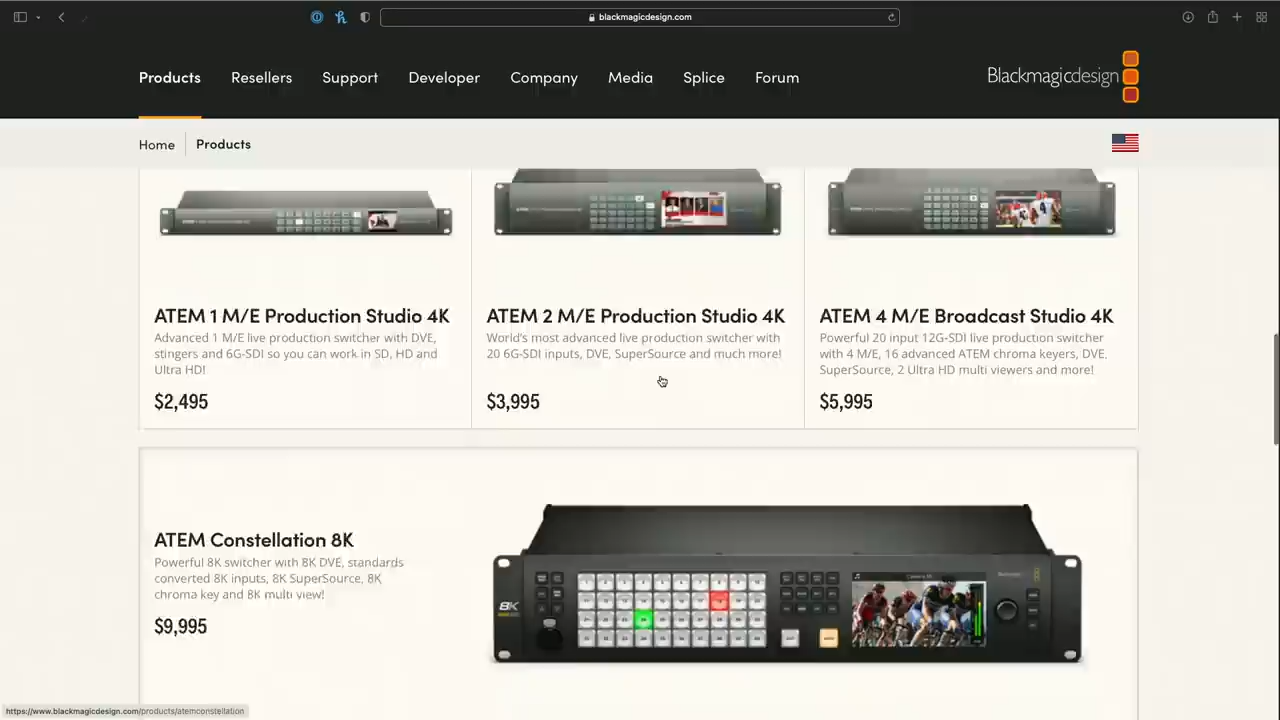 blackmagicdesign.com
Products
Resellers
Support
Developer
Company
Media
Splice
Forum
Blackmagicdesign
Home
Products
ATEM 1 M/E Production Studio 4K
Advanced 1 M/E live production switcher with DVE,
stingers and 6G-SDI so you can work in SD, HD and
Ultra HD!
$2,495
ATEM 2 M/E Production Studio 4K
World's most advanced live production switcher with
20 6G-SDI inputs, DVE, SuperSource and much more!
$3,995
ATEM 4 M/E Broadcast Studio 4K
Powerful 20 input 12G-SDI live production switcher
with 4 M/E, 16 advanced ATEM chroma keyers, DVE,
SuperSource, 2 Ultra HD multi viewers and more!
$5,995
ATEM Constellation 8K
Powerful 8K switcher with 8K DVE, standards
converted 8K inputs, 8K SuperSource, 8K
chroma key and 8K multi view!
$9,995
8K
https://www.blackmagicdesign.com/products/atemconstellation